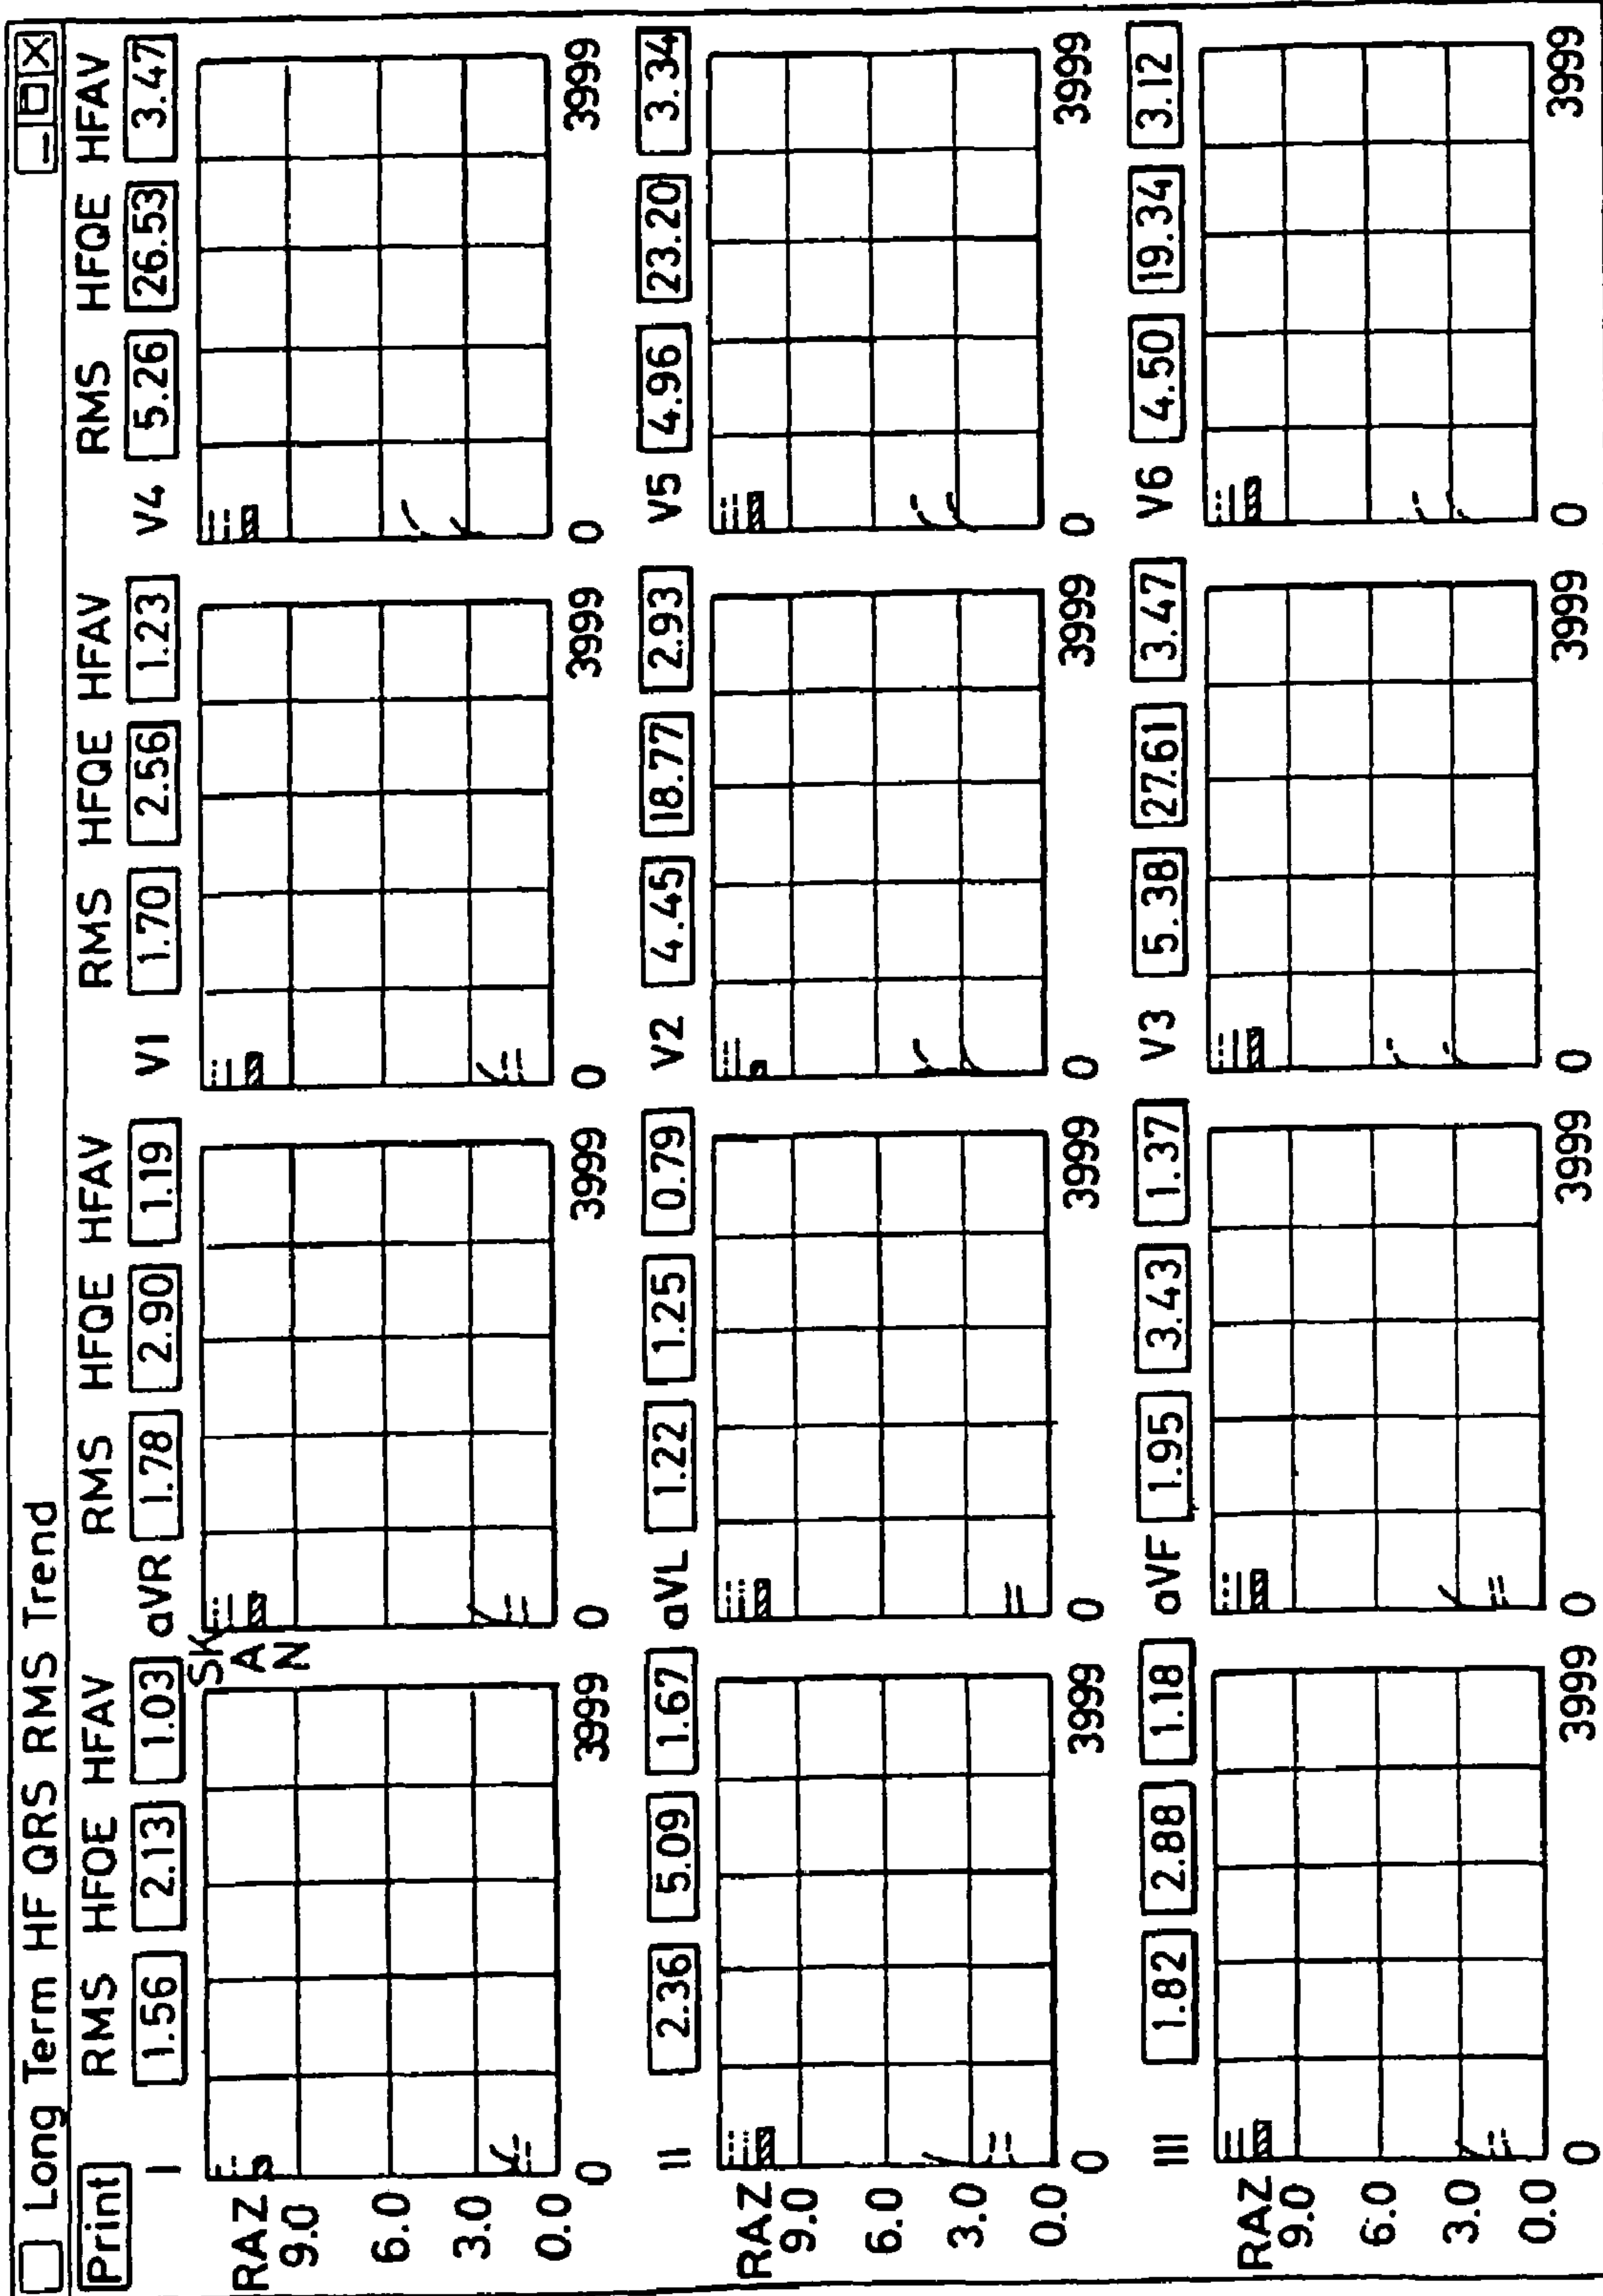 Long Term HF QRS RMS Trend
Print RMS HFQE HFAV RMS HFQE HFAV RMS HFQE HFAV RMS HFQE HFAV
I 1.56 2.13 1.03 aVR 1.78 2.90 1.19 V1 1.70 2.56 1.23 V4 5.26 26.53 3.47
SK
A
N
RAZ
9.0
6.0
3.0
0.0
0 3999 0 3999 0 3999 0 3999
II 2.36 5.09 1.67 aVL 1.22 1.25 0.79 V2 4.45 18.77 2.93 V5 4.96 23.20 3.34
RAZ
9.0
6.0
3.0
0.0
0 3999 0 3999 0 3999 0 3999
III 1.82 2.88 1.18 aVF 1.95 3.43 1.37 V3 5.38 27.61 3.47 V6 4.50 19.34 3.12
RAZ
9.0
6.0
3.0
0.0
0 3999 0 3999 0 3999 0 3999